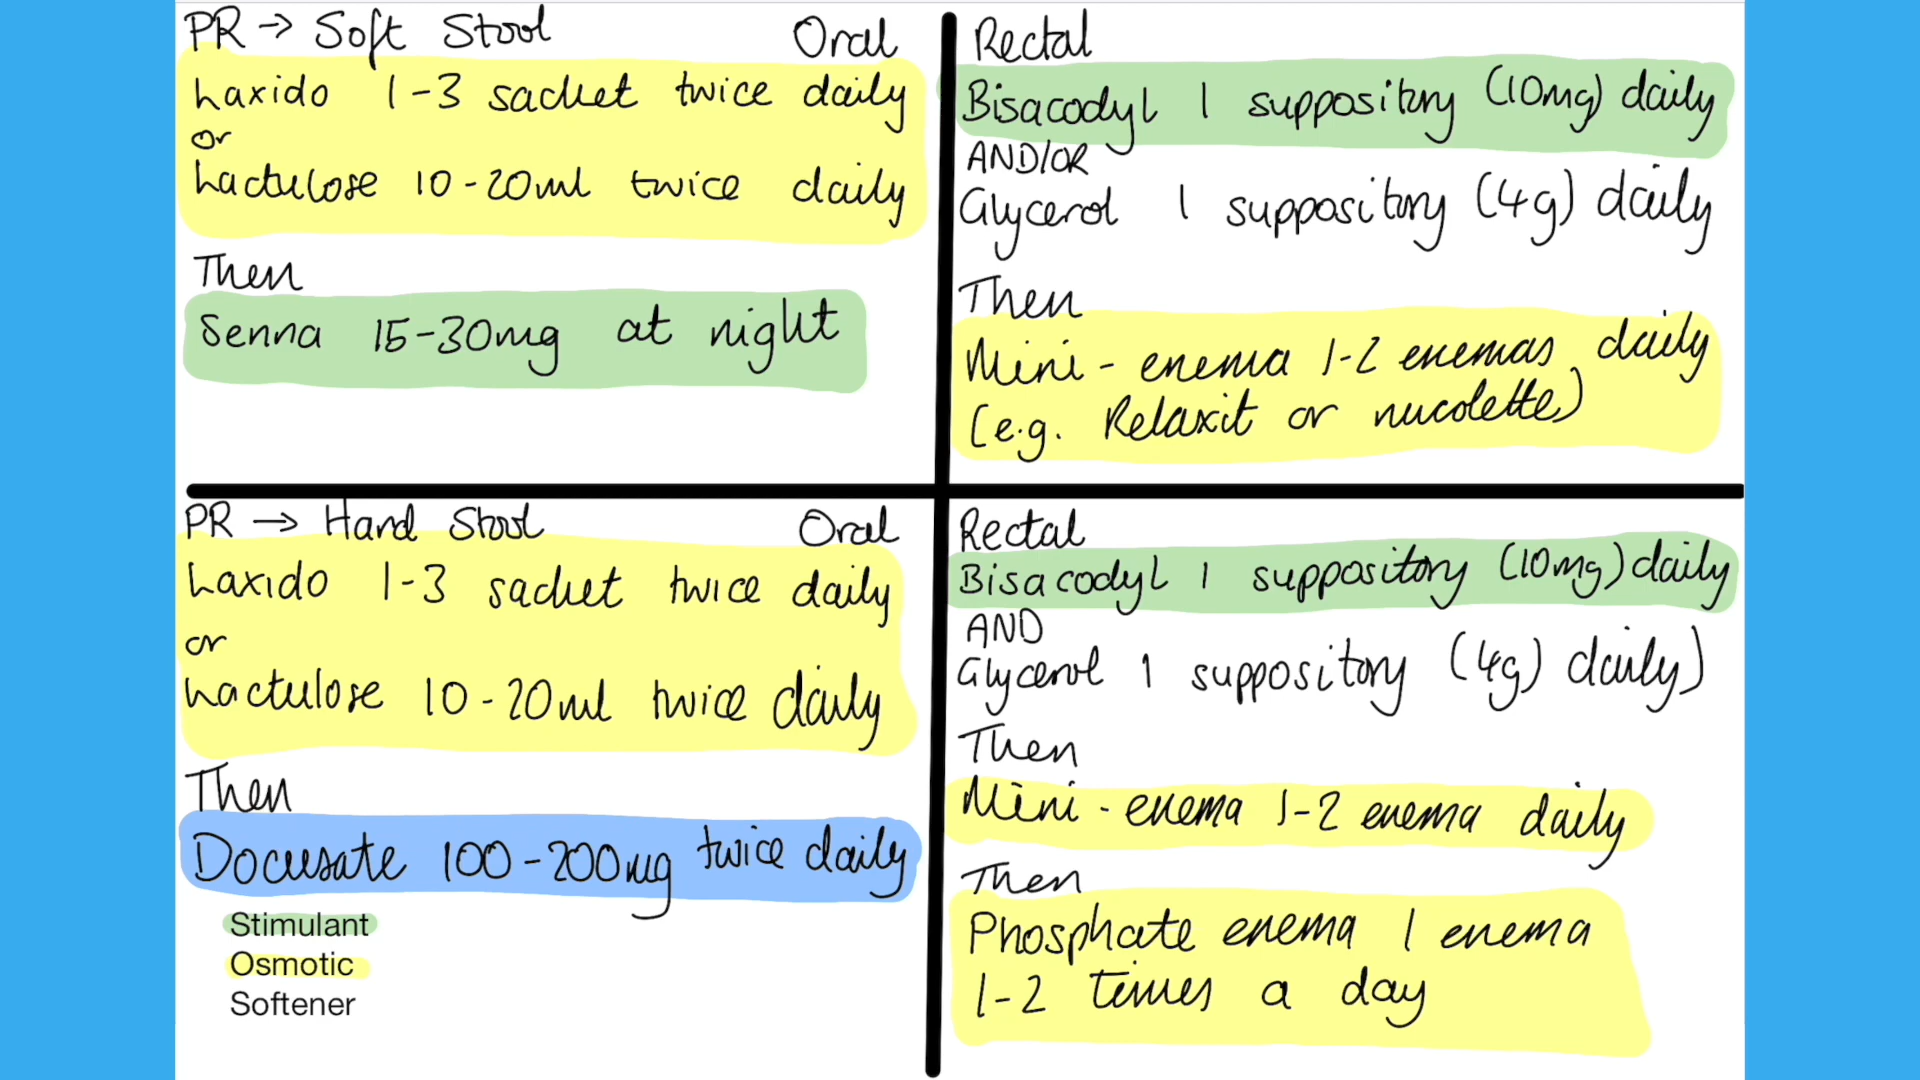 PR → Soft Stool Oral
Laxido 1-3 sachet twice daily
or
Lactulose 10-20ml twice daily
Then
Senna 15-30mg at night
Rectal
Bisacodyl 1 suppository (10mg) daily
AND/OR
Glycerol 1 suppository (4g) daily
Then
Mini-enema 1-2 enemas daily
(e.g. Relaxit or nucolette)
PR → Hard Stool Oral
Laxido 1-3 sachet twice daily
or
Lactulose 10-20ml twice daily
Then
Docusate 100-200mg twice daily
Stimulant
Osmotic
Softener
Rectal
Bisacodyl 1 suppository (10mg) daily
AND
Glycerol 1 suppository (4g) daily)
Then
Mini-enema 1-2 enema daily
Then
Phosphate enema 1 enema
1-2 times a day